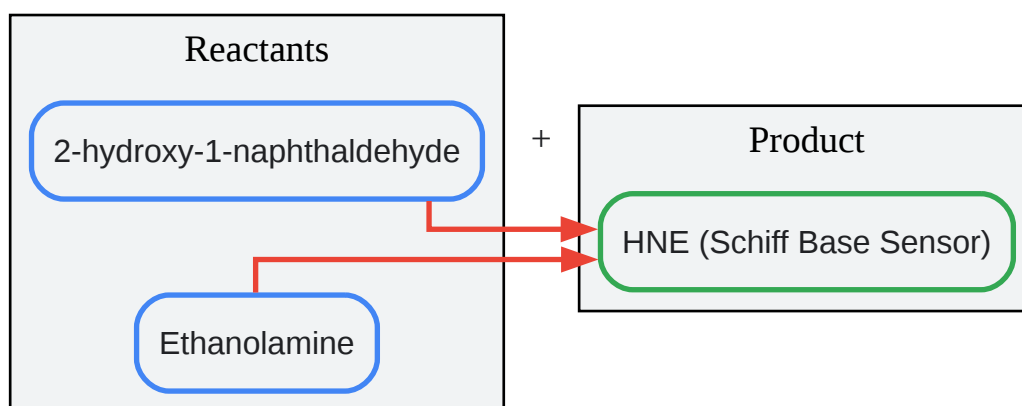 Reactants
2-hydroxy-1-naphthaldehyde
+
Product
HNE (Schiff Base Sensor)
Ethanolamine